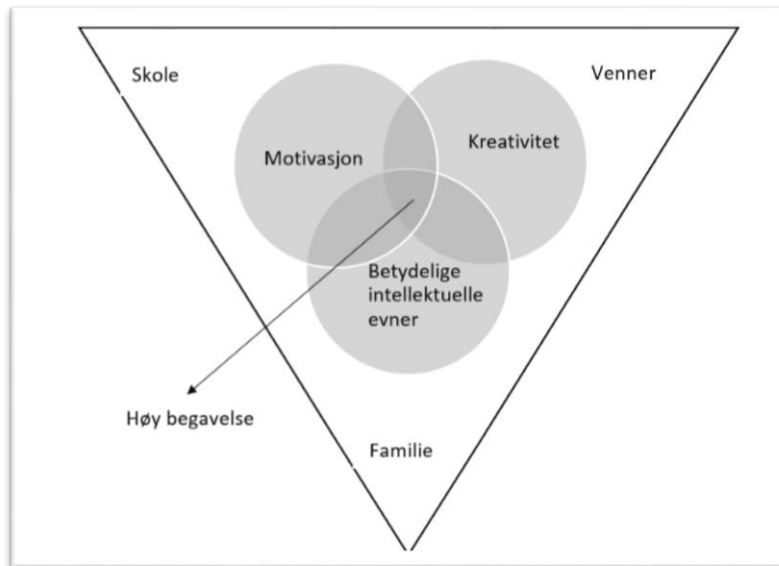 Skole
Venner
Motivasjon
Kreativitet
Betydelige
intellektuelle
evner
Høy begavelse
Familie